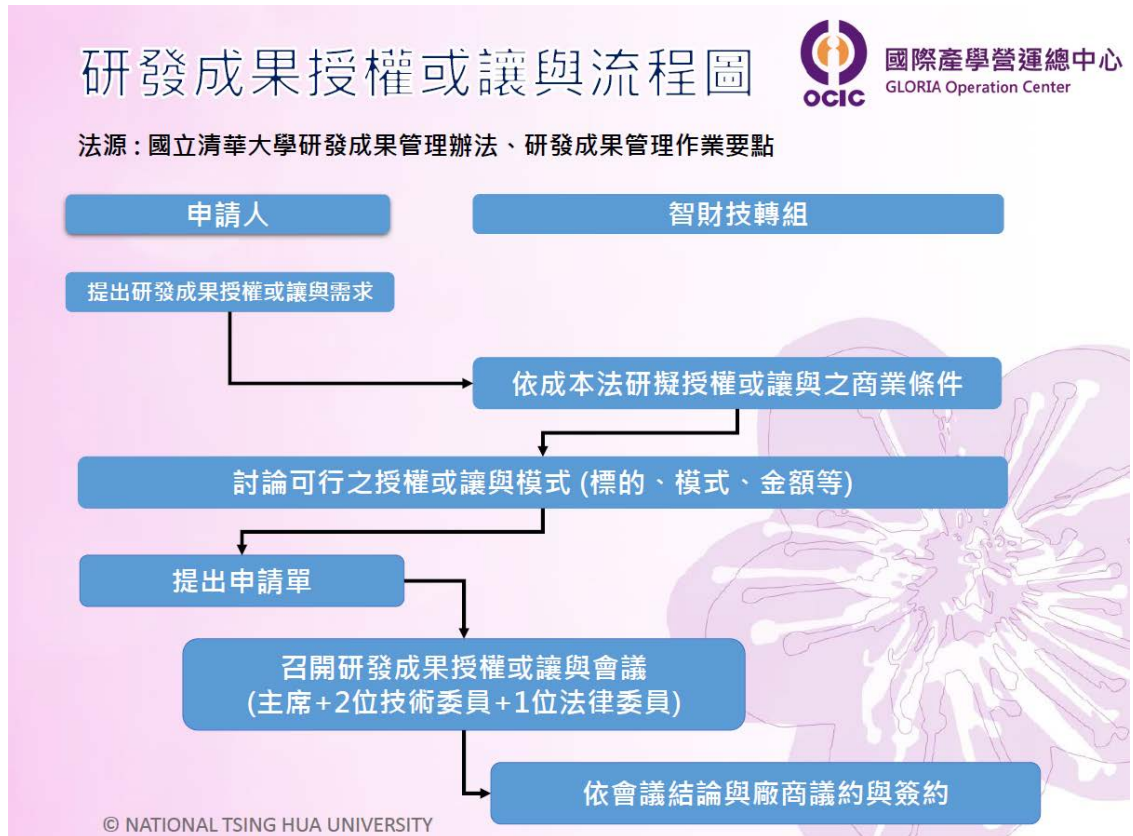 研發成果授權或讓與流程圖
OCIC
國際產學營運總中心
GLORIA Operation Center
法源：國立清華大學研發成果管理辦法、研發成果管理作業要點
申請人
智財技轉組
提出研發成果授權或讓與需求
依成本法研擬授權或讓與之商業條件
討論可行之授權或讓與模式 (標的、模式、金額等)
提出申請單
召開研發成果授權或讓與會議
(主席+2位技術委員+1位法律委員)
依會議結論與廠商議約與簽約
© NATIONAL TSING HUA UNIVERSITY